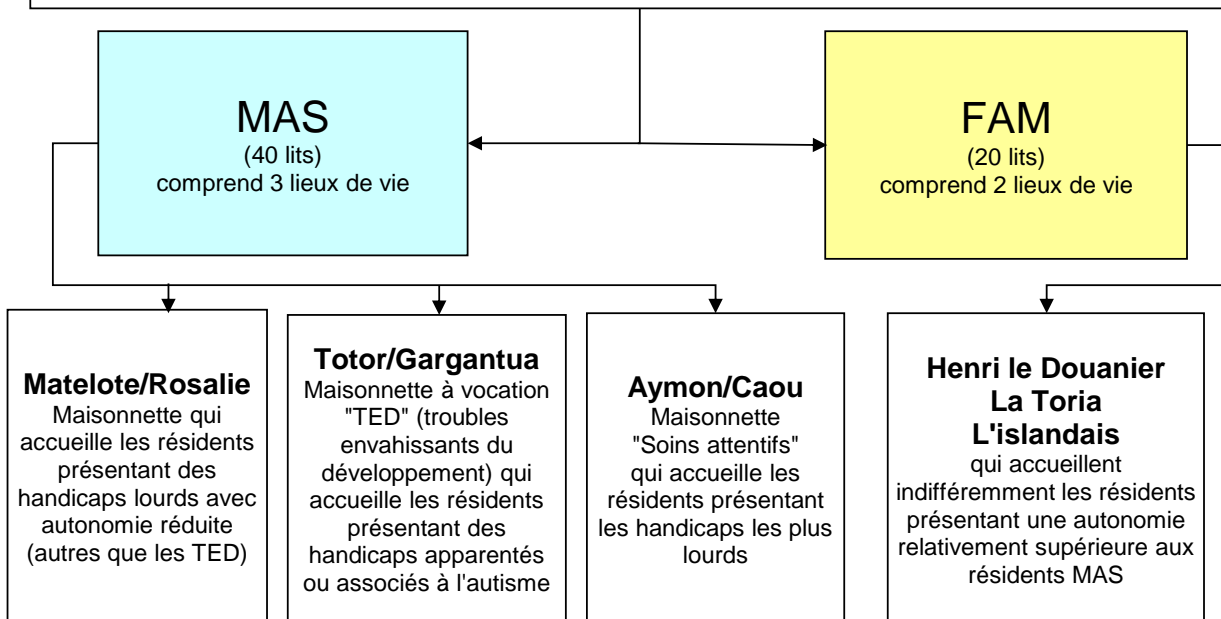 MAS
(40 lits)
comprend 3 lieux de vie
FAM
(20 lits)
comprend 2 lieux de vie
Matelote/Rosalie
Maisonnette qui
accueille les résidents
présentant des
handicaps lourds avec
autonomie réduite
(autres que les TED)
Totor/Gargantua
Maisonnette à vocation
"TED" (troubles
envahissants du
développement) qui
accueille les résidents
présentant des
handicaps apparentés
ou associés à l'autisme
Aymon/Caou
Maisonnette
"Soins attentifs"
qui accueille les
résidents présentant
les handicaps les plus
lourds
Henri le Douanier
La Toria
L'islandais
qui accueillent
indifféremment les résidents
présentant une autonomie
relativement supérieure aux
résidents MAS